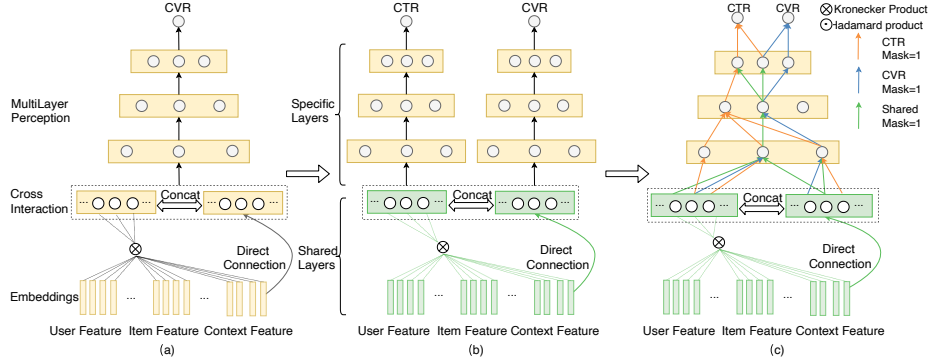 CVR
CTR
CVR
CTR CVR
Kronecker Product
Hadamard product
CTR
Mask=1
CVR
Mask=1
Shared
Mask=1
MultiLayer
Perception
Specific
Layers
Cross
Interaction
... ... Concat ... ...
... ... Concat ... ...
... ... Concat ... ...
Direct
Connection
Shared
Layers
Direct
Connection
Direct
Connection
Embeddings
... ...
... ...
... ...
User Feature Item Feature Context Feature
User Feature Item Feature Context Feature
User Feature Item Feature Context Feature
(a)
(b)
(c)